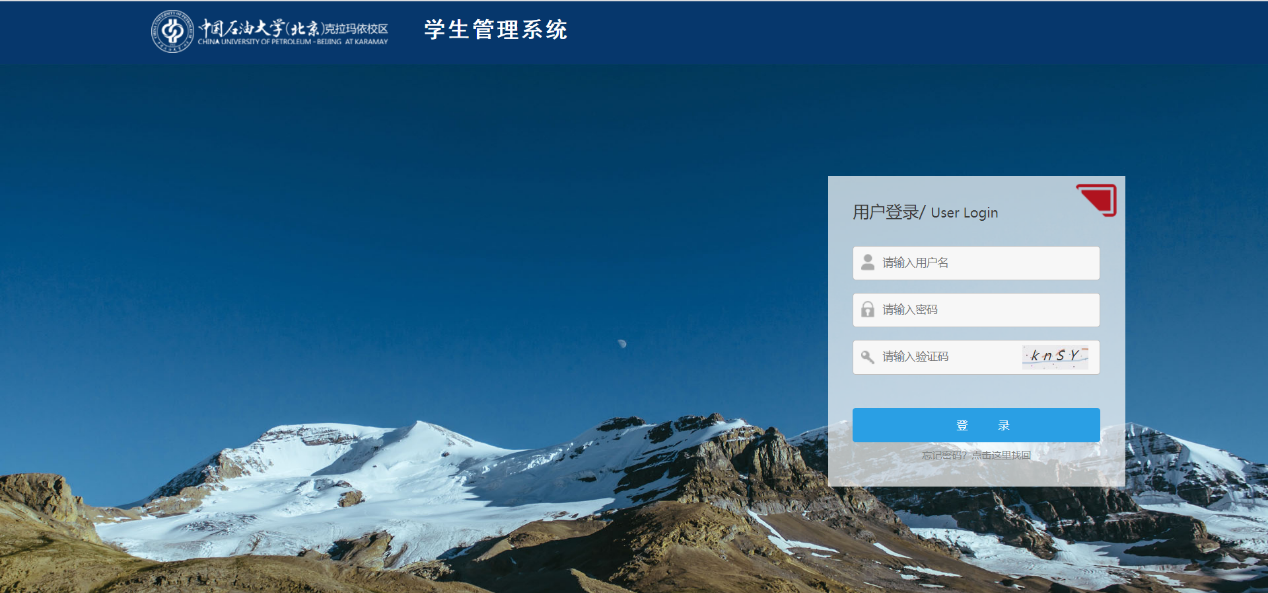 中国石油大学(北京)克拉玛依校区
CHINA UNIVERSITY OF PETROLEUM - BEIJING AT KARAMAY
学生管理系统
用户登录/ User Login
请输入用户名
请输入密码
请输入验证码
knSY
登 录
忘记密码? 点击这里找回